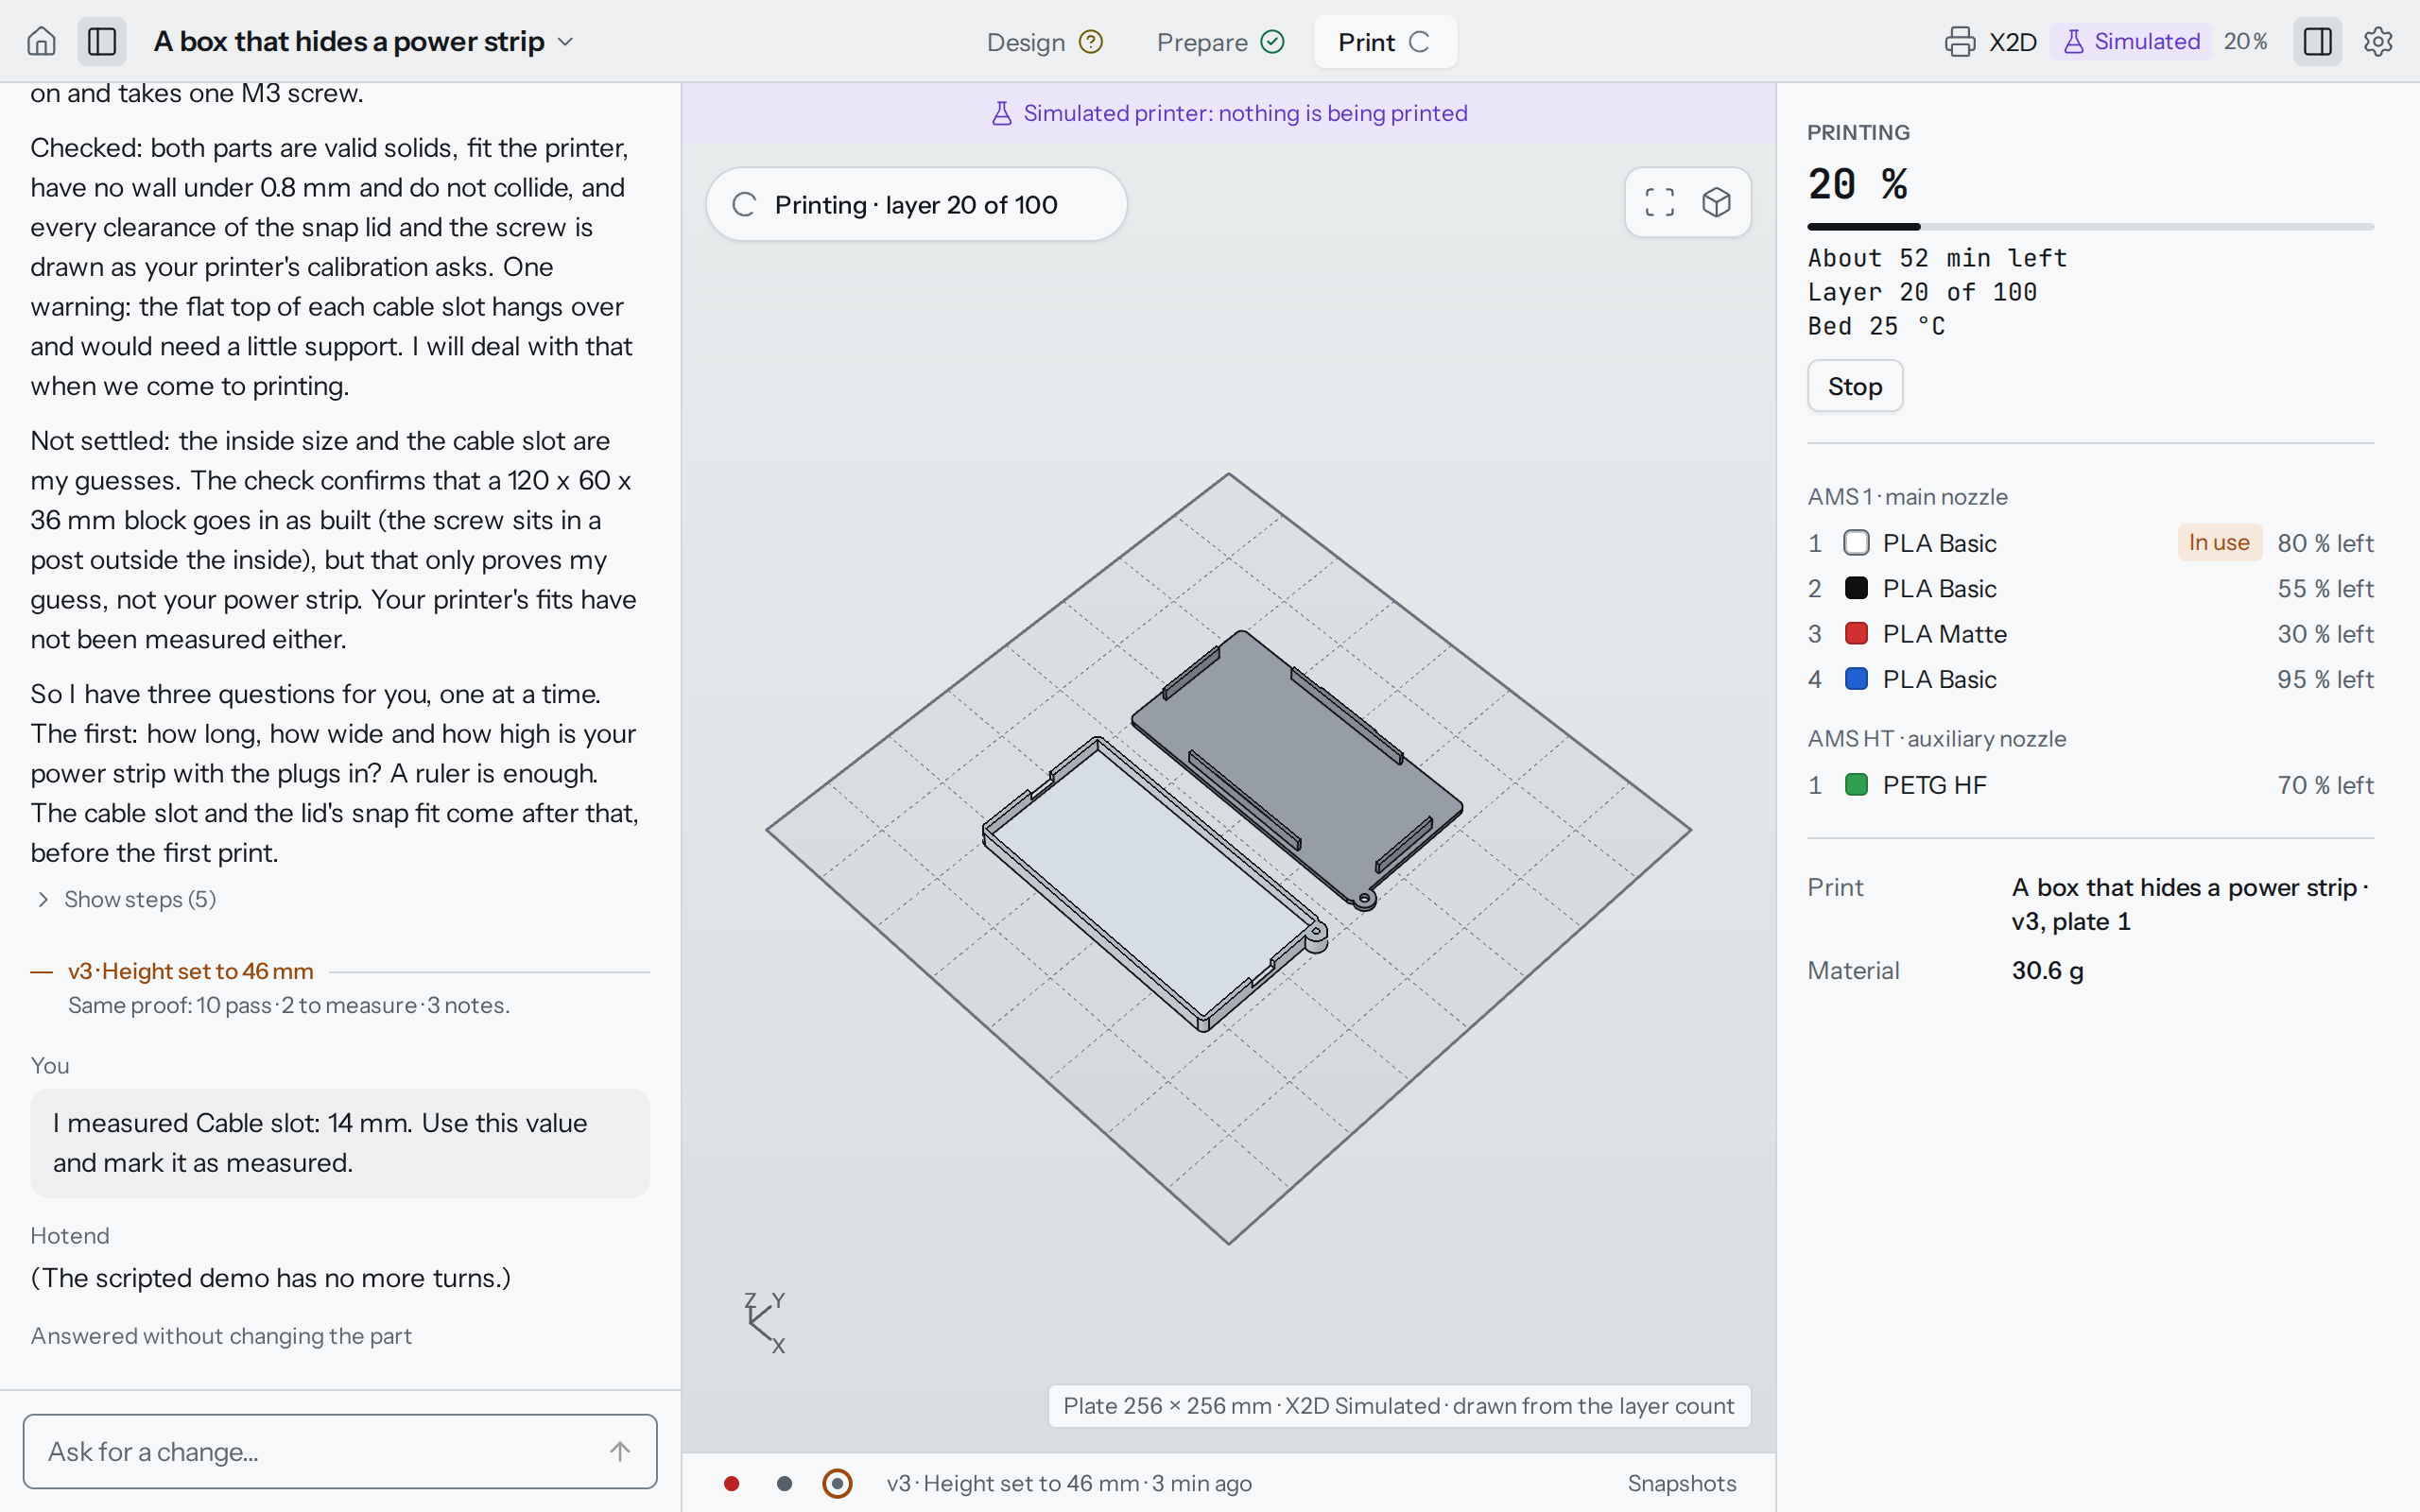 A box that hides a power strip
Design
Prepare
Print
X2D
Simulated
20 %
on and takes one M3 screw.
Checked: both parts are valid solids, fit the printer,
have no wall under 0.8 mm and do not collide, and
every clearance of the snap lid and the screw is
drawn as your printer's calibration asks. One
warning: the flat top of each cable slot hangs over
and would need a little support. I will deal with that
when we come to printing.
Not settled: the inside size and the cable slot are
my guesses. The check confirms that a 120 x 60 x
36 mm block goes in as built (the screw sits in a
post outside the inside), but that only proves my
guess, not your power strip. Your printer's fits have
not been measured either.
So I have three questions for you, one at a time.
The first: how long, how wide and how high is your
power strip with the plugs in? A ruler is enough.
The cable slot and the lid's snap fit come after that,
before the first print.
Show steps (5)
v3 · Height set to 46 mm
Same proof: 10 pass · 2 to measure · 3 notes.
You
I measured Cable slot: 14 mm. Use this value
and mark it as measured.
Hotend
(The scripted demo has no more turns.)
Answered without changing the part
Ask for a change...
Simulated printer: nothing is being printed
Printing · layer 20 of 100
Z Y
X
Plate 256 × 256 mm · X2D Simulated · drawn from the layer count
v3 · Height set to 46 mm · 3 min ago
Snapshots
PRINTING
20 %
About 52 min left
Layer 20 of 100
Bed 25 °C
Stop
AMS 1 · main nozzle
1 PLA Basic In use 80 % left
2 PLA Basic 55 % left
3 PLA Matte 30 % left
4 PLA Basic 95 % left
AMS HT · auxiliary nozzle
1 PETG HF 70 % left
Print A box that hides a power strip ·
v3, plate 1
Material 30.6 g